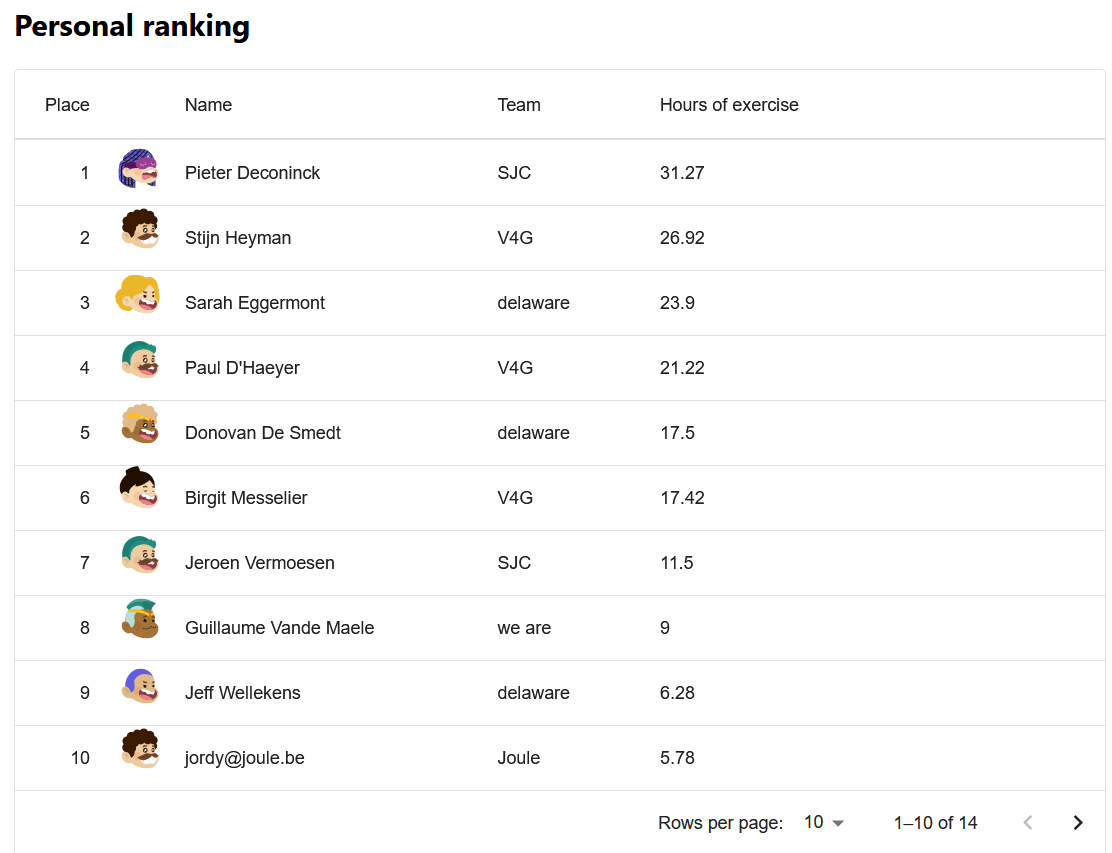 Personal ranking
Place Name Team Hours of exercise
1 Pieter Deconinck SJC 31.27
2 Stijn Heyman V4G 26.92
3 Sarah Eggermont delaware 23.9
4 Paul D'Haeyer V4G 21.22
5 Donovan De Smedt delaware 17.5
6 Birgit Messelier V4G 17.42
7 Jeroen Vermoesen SJC 11.5
8 Guillaume Vande Maele we are 9
9 Jeff Wellekens delaware 6.28
10 jordy@joule.be Joule 5.78
Rows per page: 10 1–10 of 14